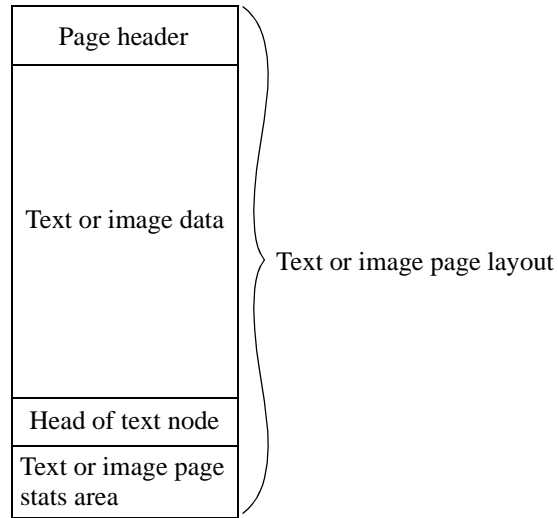 Page header
Text or image data
Text or image page layout
Head of text node
Text or image page
stats area